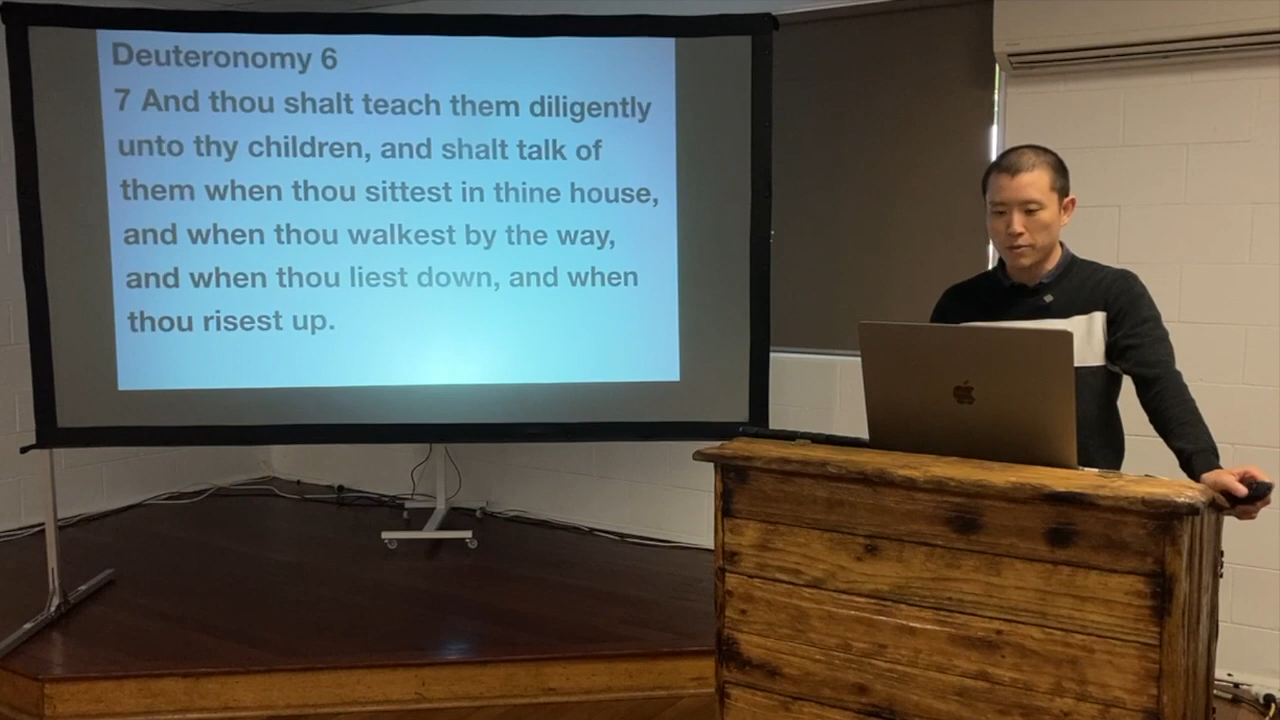 Deuteronomy 6
7 And thou shalt teach them diligently
unto thy children, and shalt talk of
them when thou sittest in thine house,
and when thou walkest by the way,
and when thou liest down, and when
thou risest up.